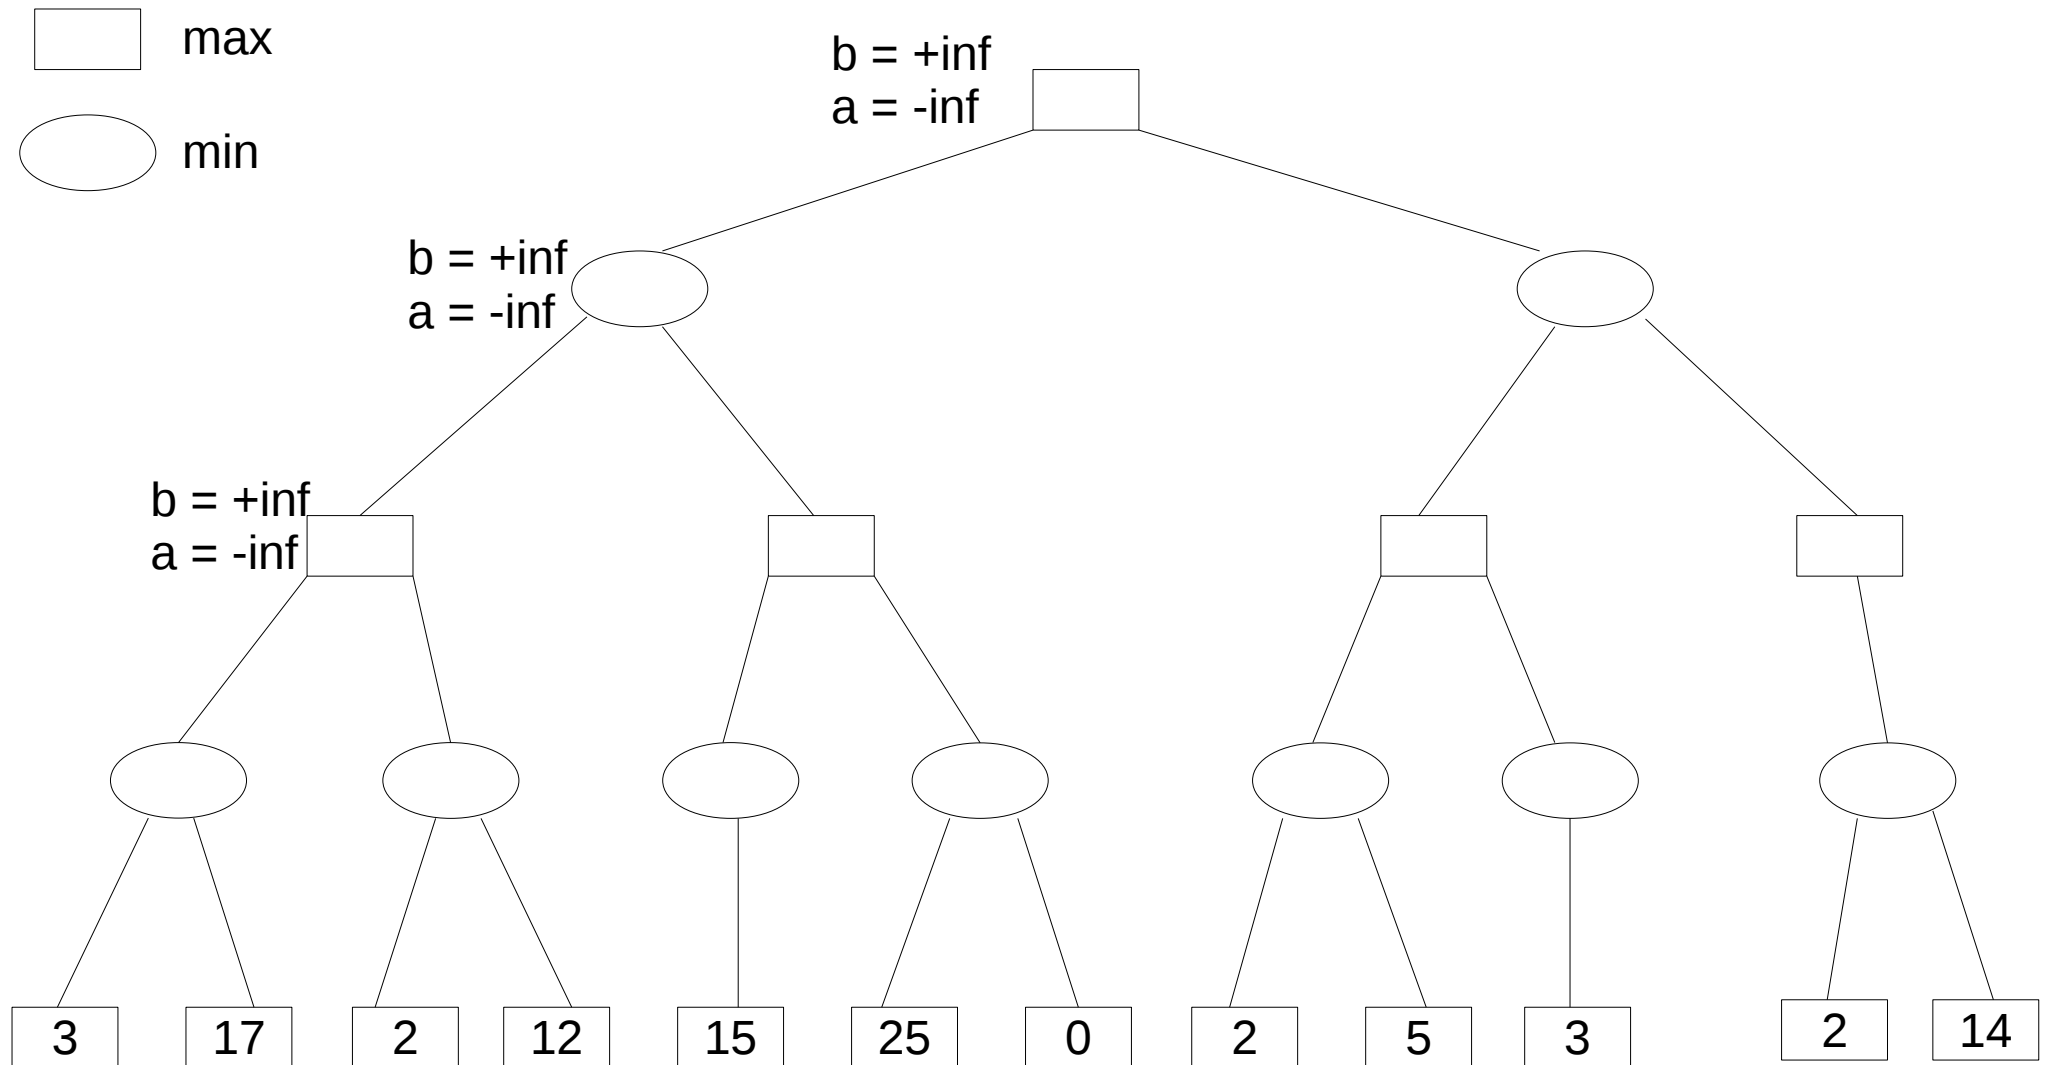 max
min
b = +inf
a = -inf
b = +inf
a = -inf
b = +inf
a = -inf
3 17 2 12 15 25 0 2 5 3 2 14